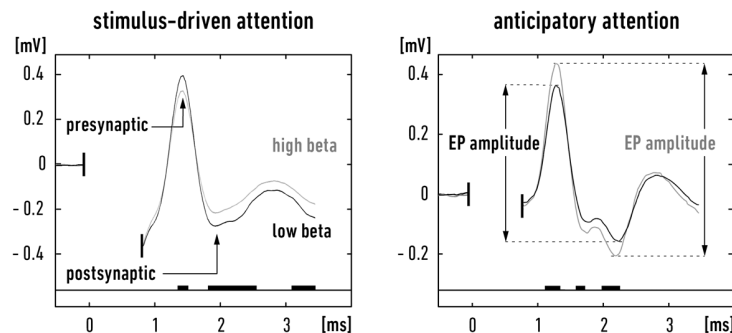 stimulus-driven attention
[mV]
0.4
0.2
0
- 0.2
- 0.4
presynaptic
high beta
low beta
postsynaptic
0
1
2
3
[ms]
anticipatory attention
[mV]
0.4
0.2
0
-0.2
EP amplitude
EP amplitude
0
1
2
3
[ms]